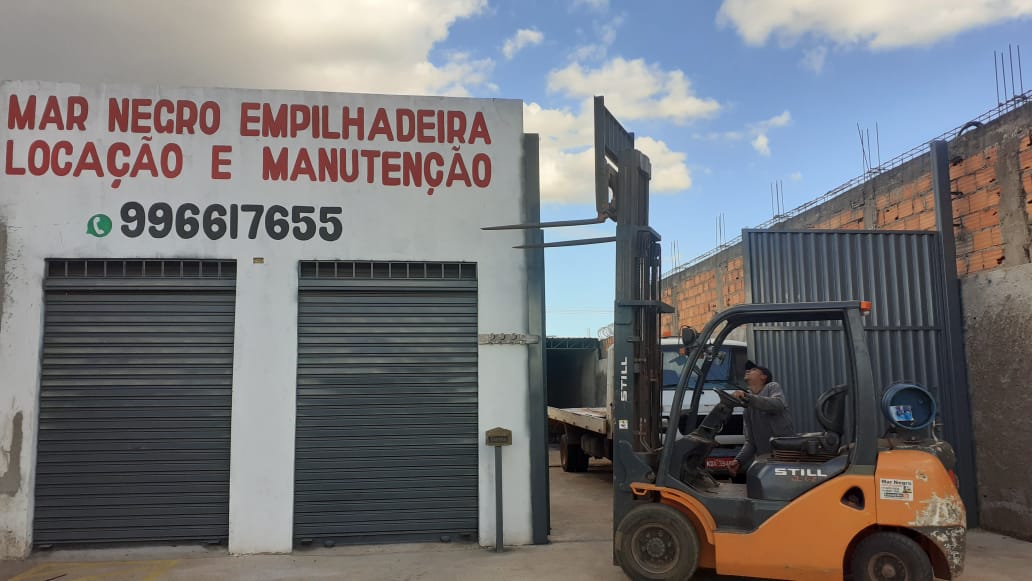 MAR NEGRO EMPILHADEIRA
LOCAÇÃO E MANUTENÇÃO
996617655
STILL
STILL
Mar Negro